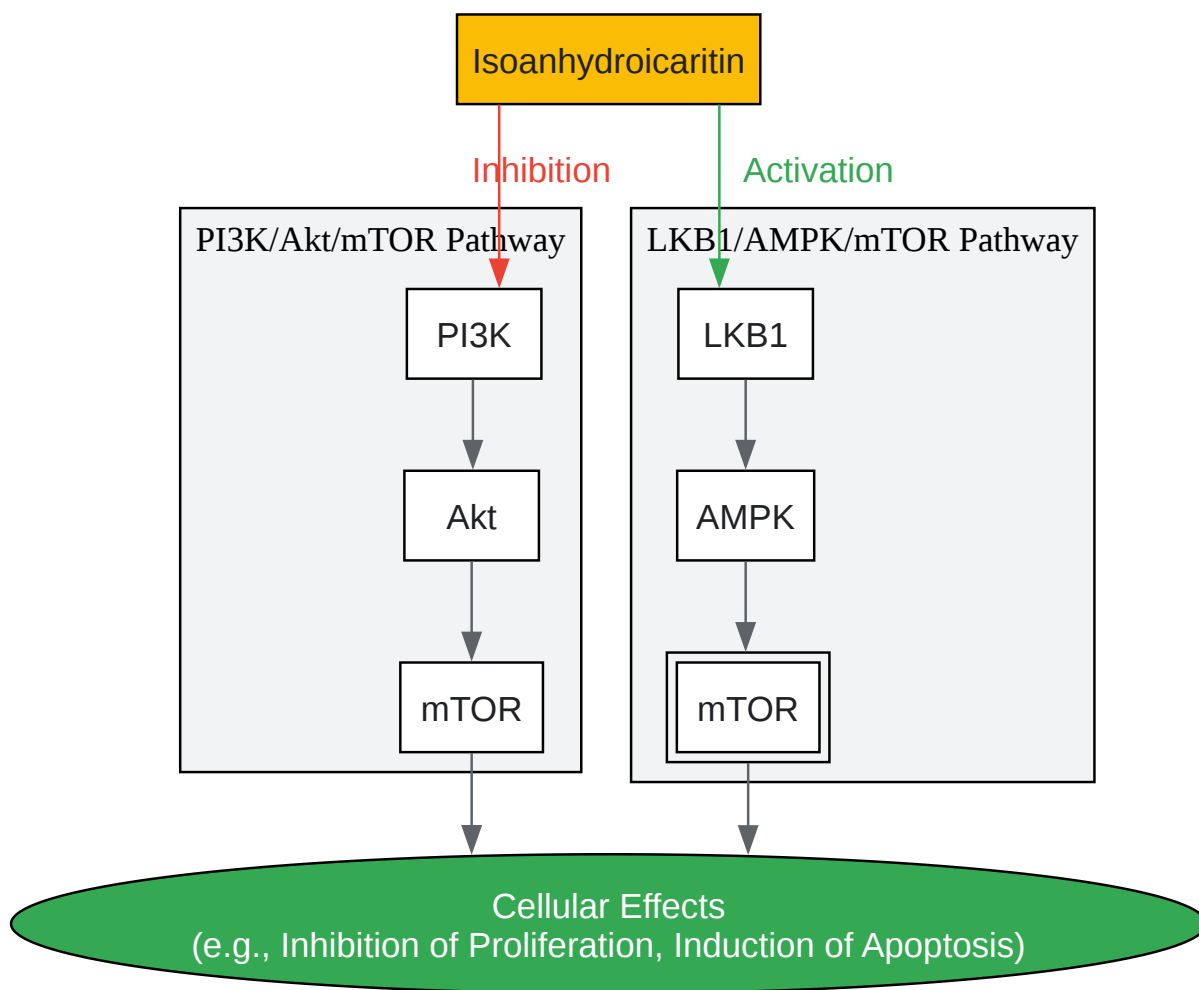 Isoanhydroicaritin
Inhibition
Activation
PI3K/Akt/mTOR Pathway
LKB1/AMPK/mTOR Pathway
PI3K
LKB1
Akt
AMPK
mTOR
mTOR
Cellular Effects
(e.g., Inhibition of Proliferation, Induction of Apoptosis)